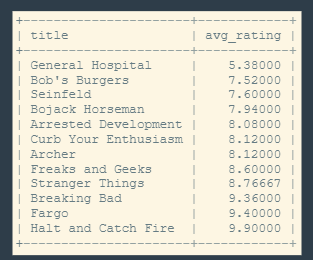 +------------------------+------------+
| title                  | avg_rating |
+------------------------+------------+
| General Hospital       |    5.38000 |
| Bob's Burgers          |    7.52000 |
| Seinfeld               |    7.60000 |
| Bojack Horseman        |    7.94000 |
| Arrested Development   |    8.08000 |
| Curb Your Enthusiasm   |    8.12000 |
| Archer                 |    8.12000 |
| Freaks and Geeks       |    8.60000 |
| Stranger Things        |    8.76667 |
| Breaking Bad           |    9.36000 |
| Fargo                  |    9.40000 |
| Halt and Catch Fire    |    9.90000 |
+------------------------+------------+